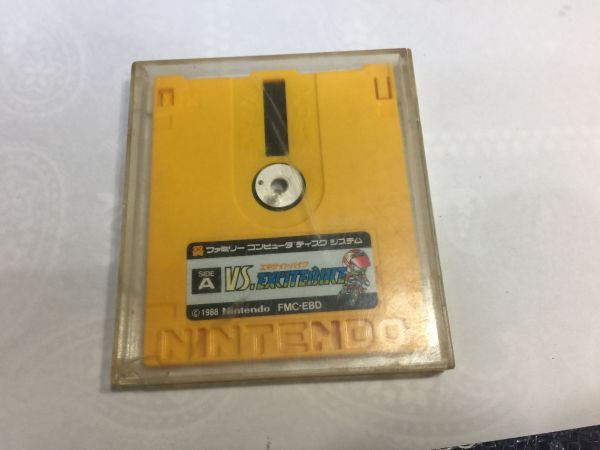 ファミリー コンピュータ ディスク システム
SIDE
A
エキサイトバイク
VS. EXCITEBIKE
©1988 Nintendo FMC-EBD
NINTENDO